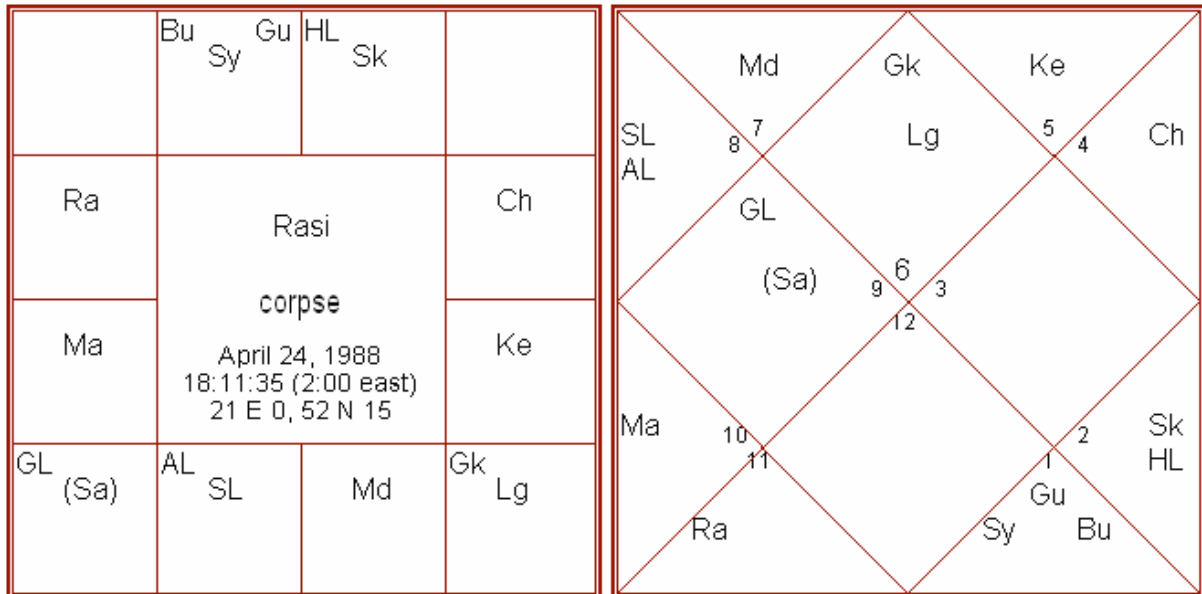 Bu Gu HL
Sy Sk
Ra Ch
Rasi
corpse
Ma Ke
April 24, 1988
18:11:35 (2:00 east)
21 E 0, 52 N 15
GL AL Gk
(Sa) SL Md Lg
Md Gk Ke
SL 7 Lg 5 Ch
AL 8 4
GL
(Sa) 6
9 3
12
Ma 10 2 Sk
11 1 HL
Gu
Ra Sy Bu